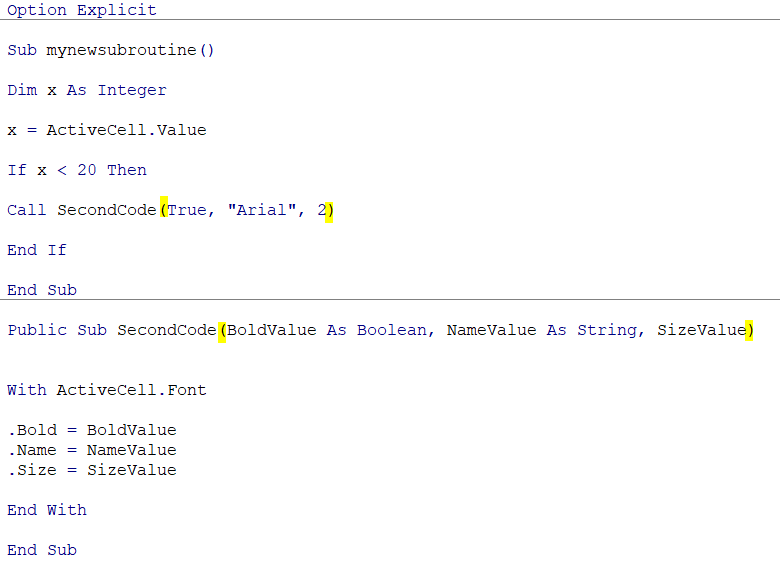 Option Explicit
Sub mynewsubroutine()
Dim x As Integer
x = ActiveCell.Value
If x < 20 Then
Call SecondCode(True, "Arial", 2)
End If
End Sub
Public Sub SecondCode(BoldValue As Boolean, NameValue As String, SizeValue)
With ActiveCell.Font
.Bold = BoldValue
.Name = NameValue
.Size = SizeValue
End With
End Sub